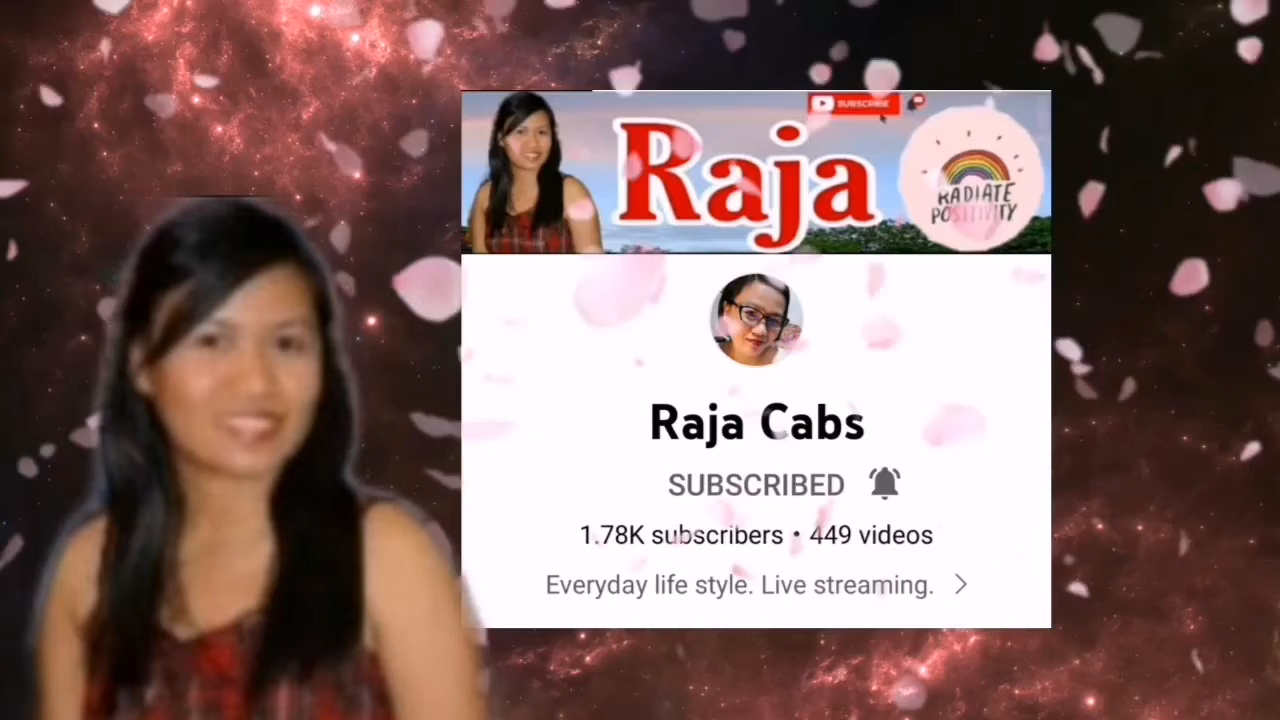 SUBSCRIBE
Raja
RADIATE
POSITIVITY
Raja Cabs
SUBSCRIBED
1.78K subscribers • 449 videos
Everyday life style. Live streaming.